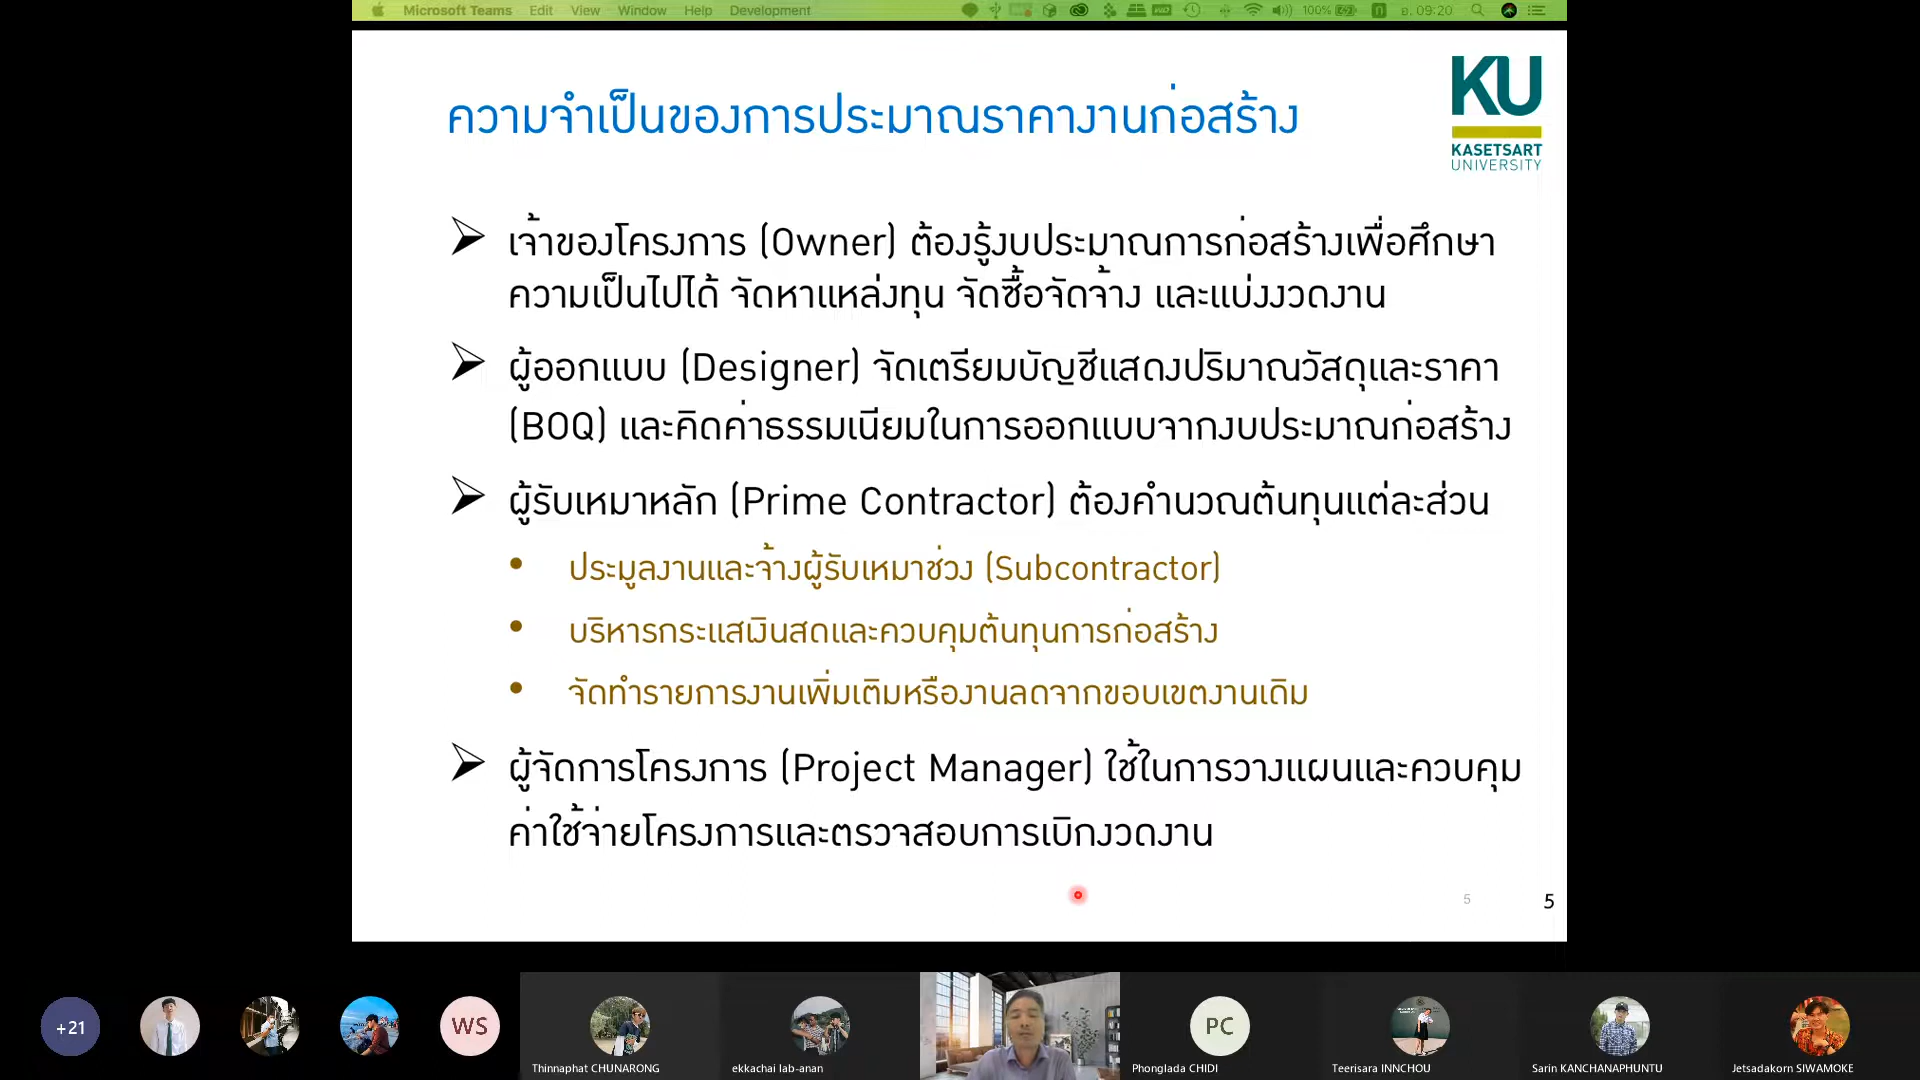 Microsoft Teams Edit View Window Help Development 100% อ. 09:20
KU
KASETSART
UNIVERSITY
ความจำเป็นของการประมาณราคางานก่อสร้าง
เจ้าของโครงการ (Owner) ต้องรู้งบประมาณการก่อสร้างเพื่อศึกษา
ความเป็นไปได้ จัดหาแหล่งทุน จัดซื้อจัดจ้าง และแบ่งงวดงาน
ผู้ออกแบบ (Designer) จัดเตรียมบัญชีแสดงปริมาณวัสดุและราคา
(BOQ) และคิดค่าธรรมเนียมในการออกแบบจากงบประมาณก่อสร้าง
ผู้รับเหมาหลัก (Prime Contractor) ต้องคำนวณต้นทุนแต่ละส่วน
• ประมูลงานและจ้างผู้รับเหมาช่วง (Subcontractor)
• บริหารกระแสเงินสดและควบคุมต้นทุนการก่อสร้าง
• จัดทำรายการงานเพิ่มเติมหรืองานลดจากขอบเขตงานเดิม
ผู้จัดการโครงการ (Project Manager) ใช้ในการวางแผนและควบคุม
ค่าใช้จ่ายโครงการและตรวจสอบการเบิกงวดงาน
5 5
+21 WS PC
Thinnaphat CHUNARONG ekkachai lab-anan Phonglada CHIDI Teerisara INNCHOU Sarin KANCHANAPHUNTU Jetsadakorn SIWAMOKE